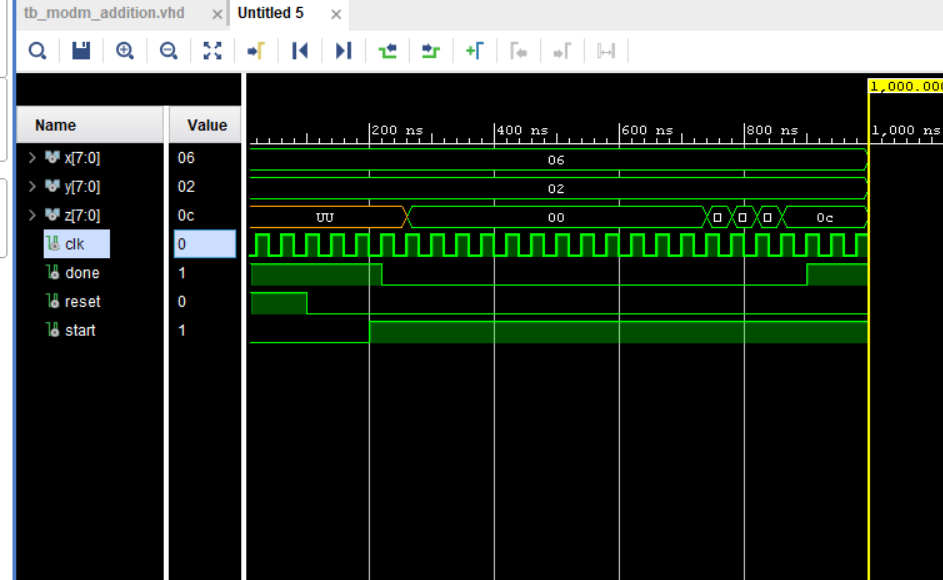 tb_modm_addition.vhd × Untitled 5 ×
1,000.00
Name Value
200 ns 400 ns 600 ns 800 ns 1,000 ns
x[7:0] 06 06
y[7:0] 02 02
z[7:0] 0c UU 00 0c
clk 0
done 1
reset 0
start 1